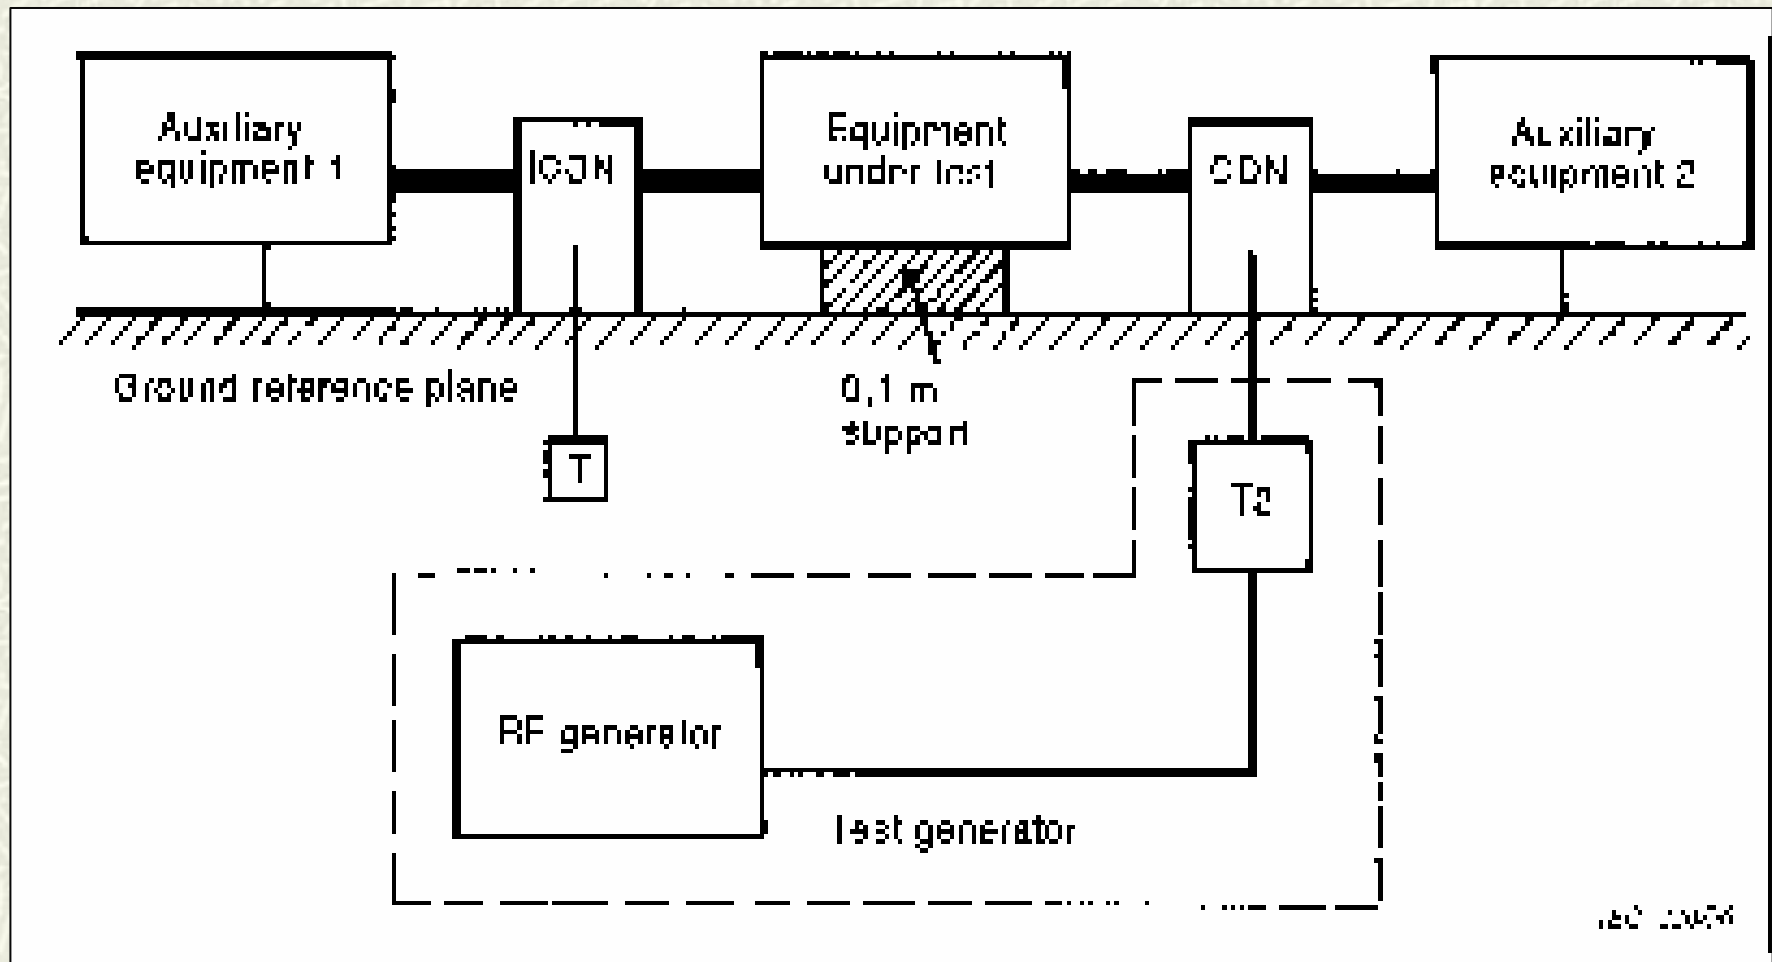 Auxiliary
equipment 1
CDN
Equipment
under test
CDN
Auxiliary
equipment 2
Ground reference plane
0,1 m
support
T
T2
RF generator
Test generator
IEC